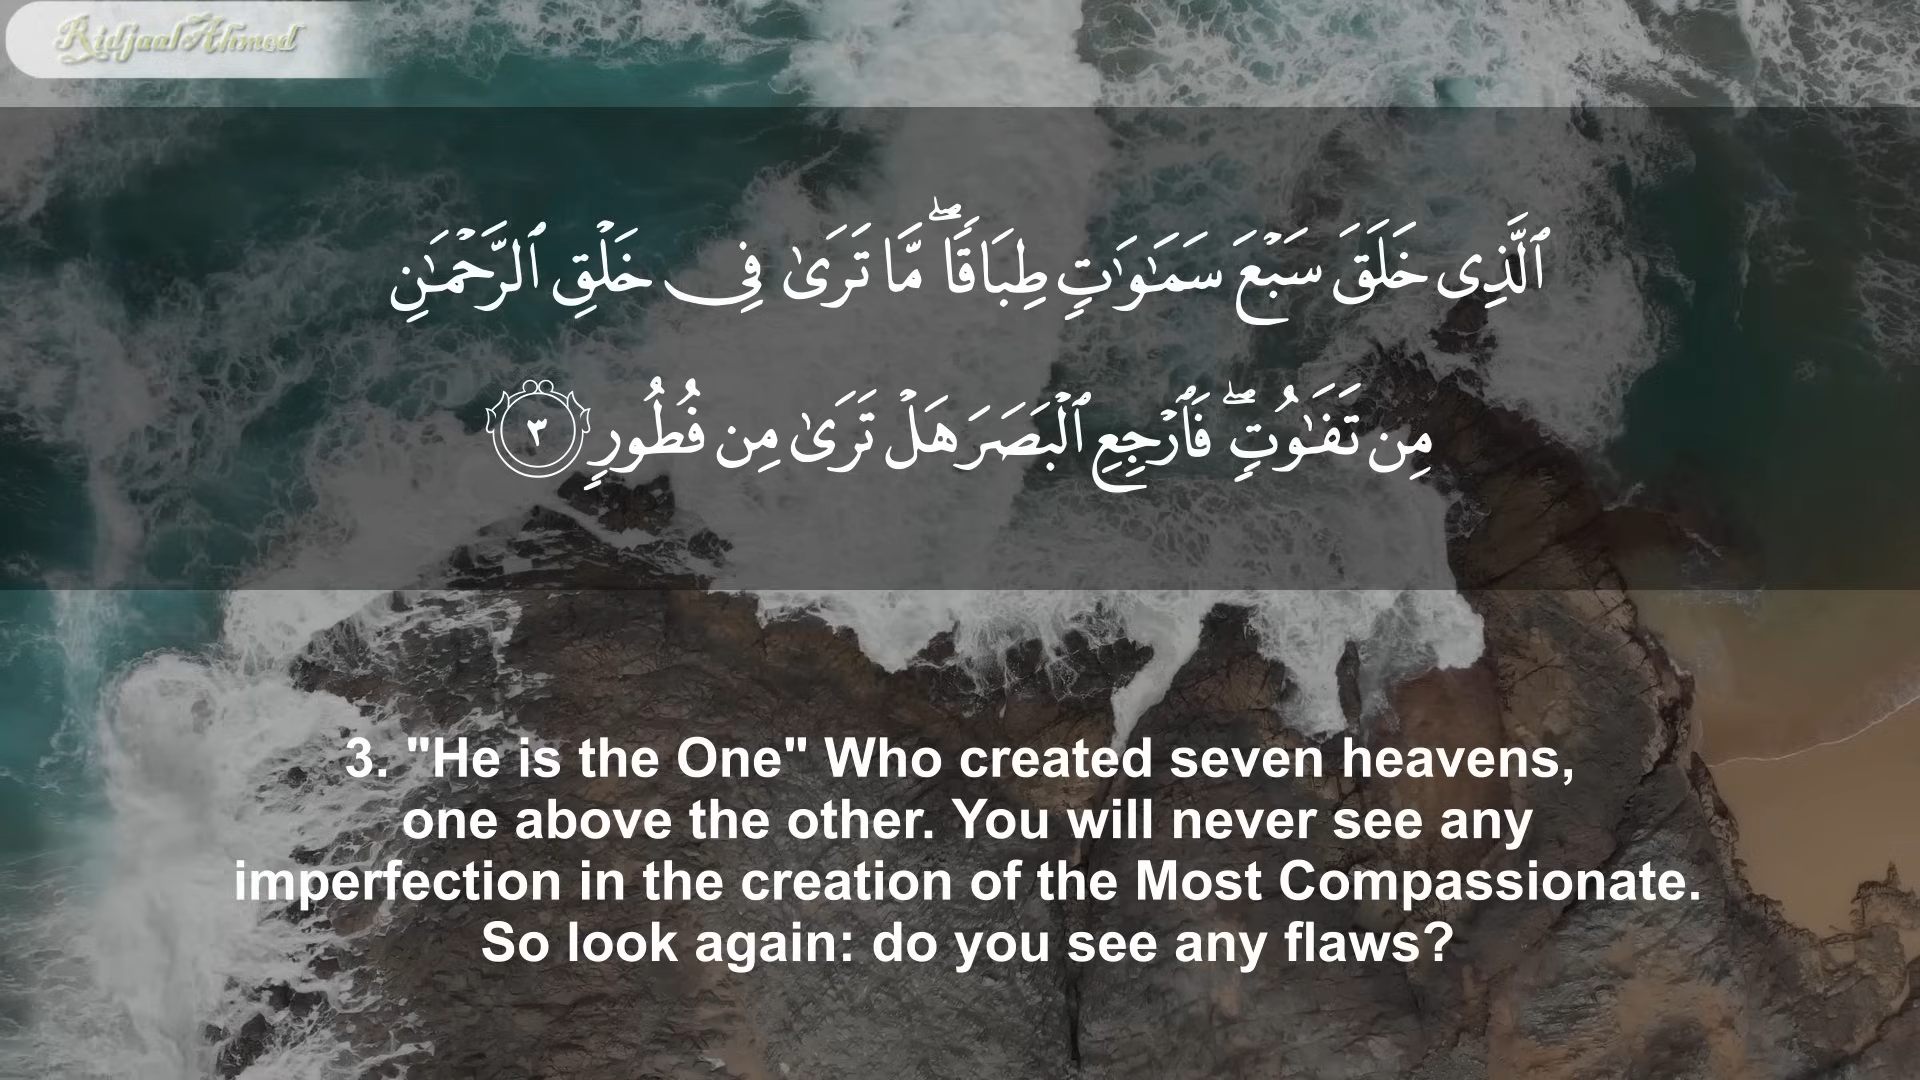 Ridjaal Ahmed
ٱلَّذِى خَلَقَ سَبْعَ سَمَـٰوَٰتٍ طِبَاقًا ۖ مَّا تَرَىٰ فِى خَلْقِ ٱلرَّحْمَـٰنِ
مِن تَفَـٰوُتٍ ۖ فَٱرْجِعِ ٱلْبَصَرَ هَلْ تَرَىٰ مِن فُطُورٍ ٣
3. "He is the One" Who created seven heavens,
one above the other. You will never see any
imperfection in the creation of the Most Compassionate.
So look again: do you see any flaws?